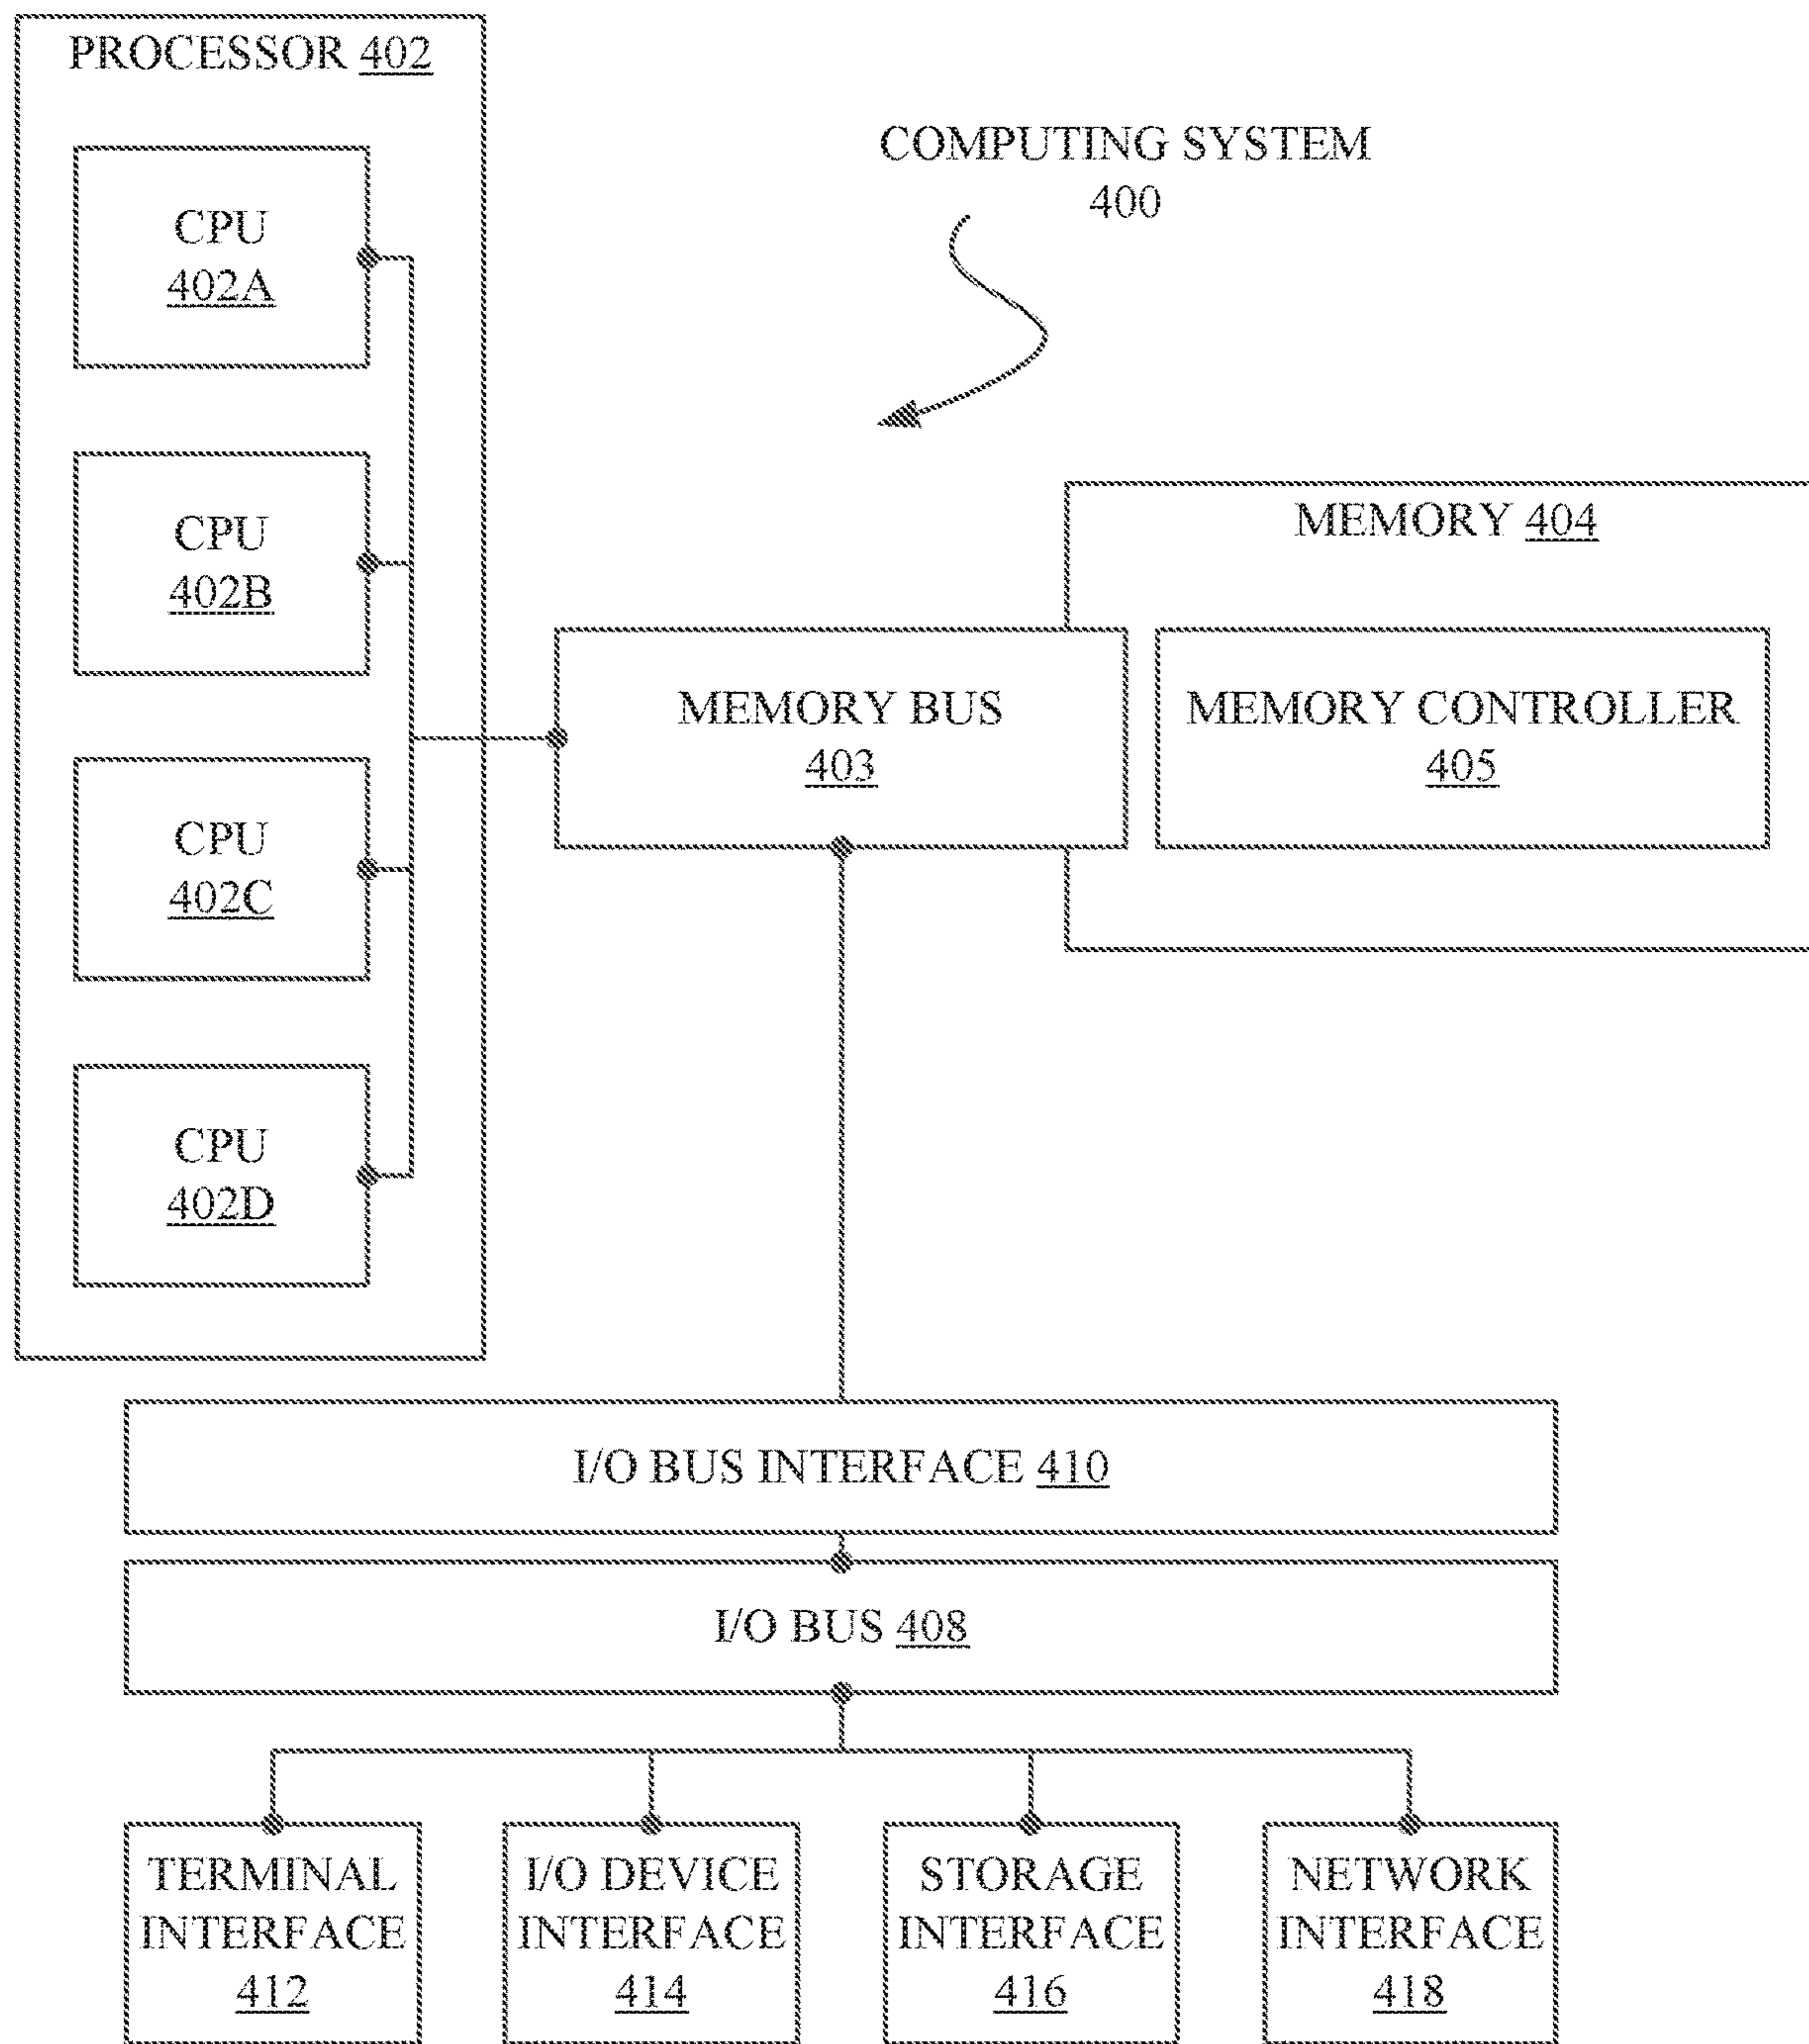 PROCESSOR 402
CPU
402A
CPU
402B
CPU
402C
CPU
402D
COMPUTING SYSTEM
400
MEMORY 404
MEMORY BUS
403
MEMORY CONTROLLER
405
I/O BUS INTERFACE 410
I/O BUS 408
TERMINAL
INTERFACE
412
I/O DEVICE
INTERFACE
414
STORAGE
INTERFACE
416
NETWORK
INTERFACE
418